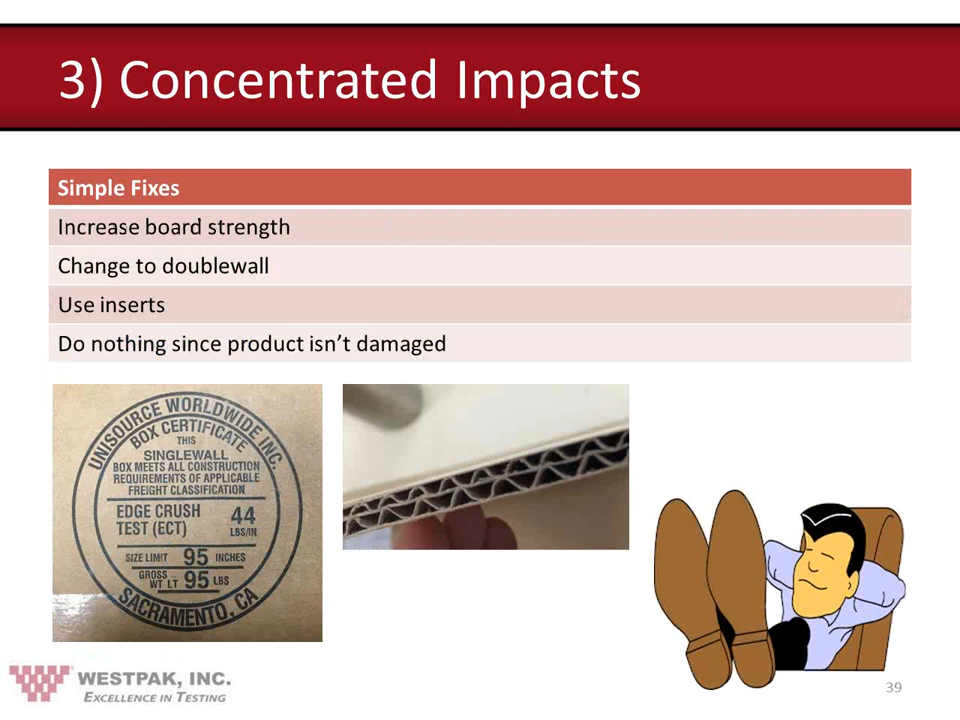 3) Concentrated Impacts
Simple Fixes
Increase board strength
Change to doublewall
Use inserts
Do nothing since product isn’t damaged
UNISOURCE WORLDWIDE INC.
BOX CERTIFICATE
THIS
SINGLEWALL
BOX MEETS ALL CONSTRUCTION
REQUIREMENTS OF APPLICABLE
FREIGHT CLASSIFICATION
EDGE CRUSH
TEST (ECT) 44
LBS/IN
SIZE LIMIT 95 INCHES
GROSS
WT LT 95 LBS
SACRAMENTO, CA
WESTPAK, INC.
EXCELLENCE IN TESTING
39